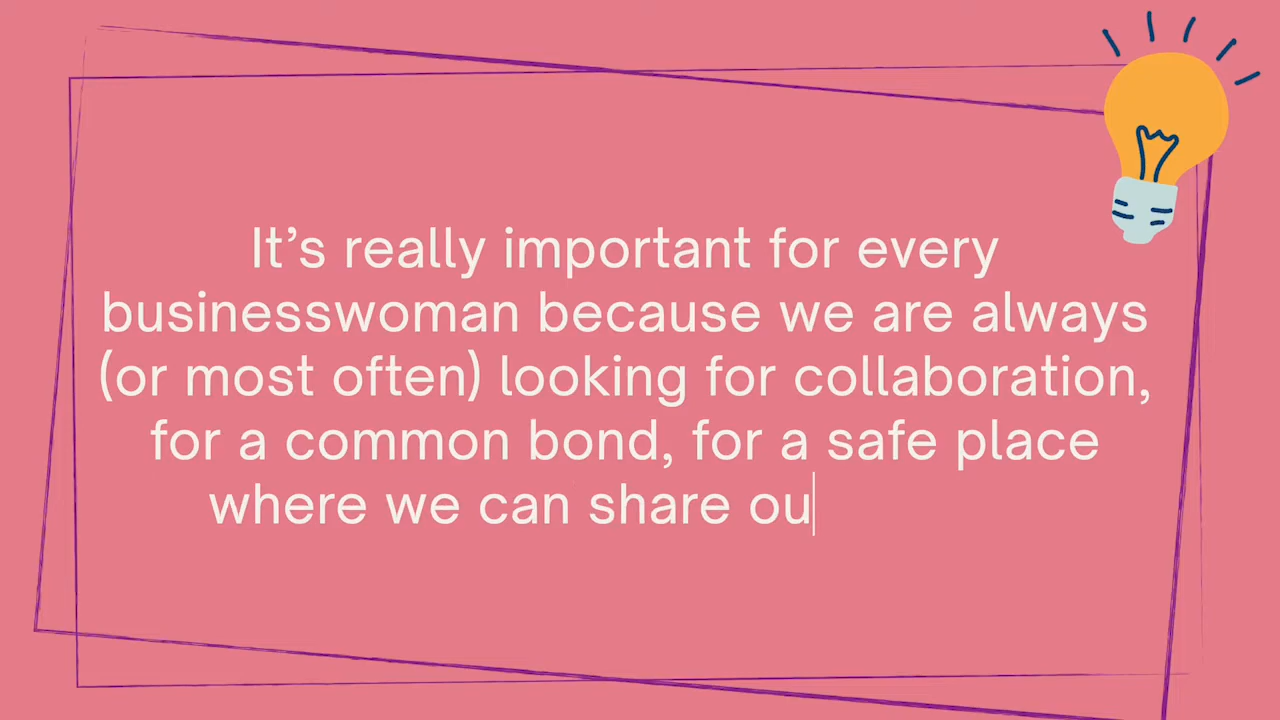 It’s really important for every
businesswoman because we are always
(or most often) looking for collaboration,
for a common bond, for a safe place
where we can share ou